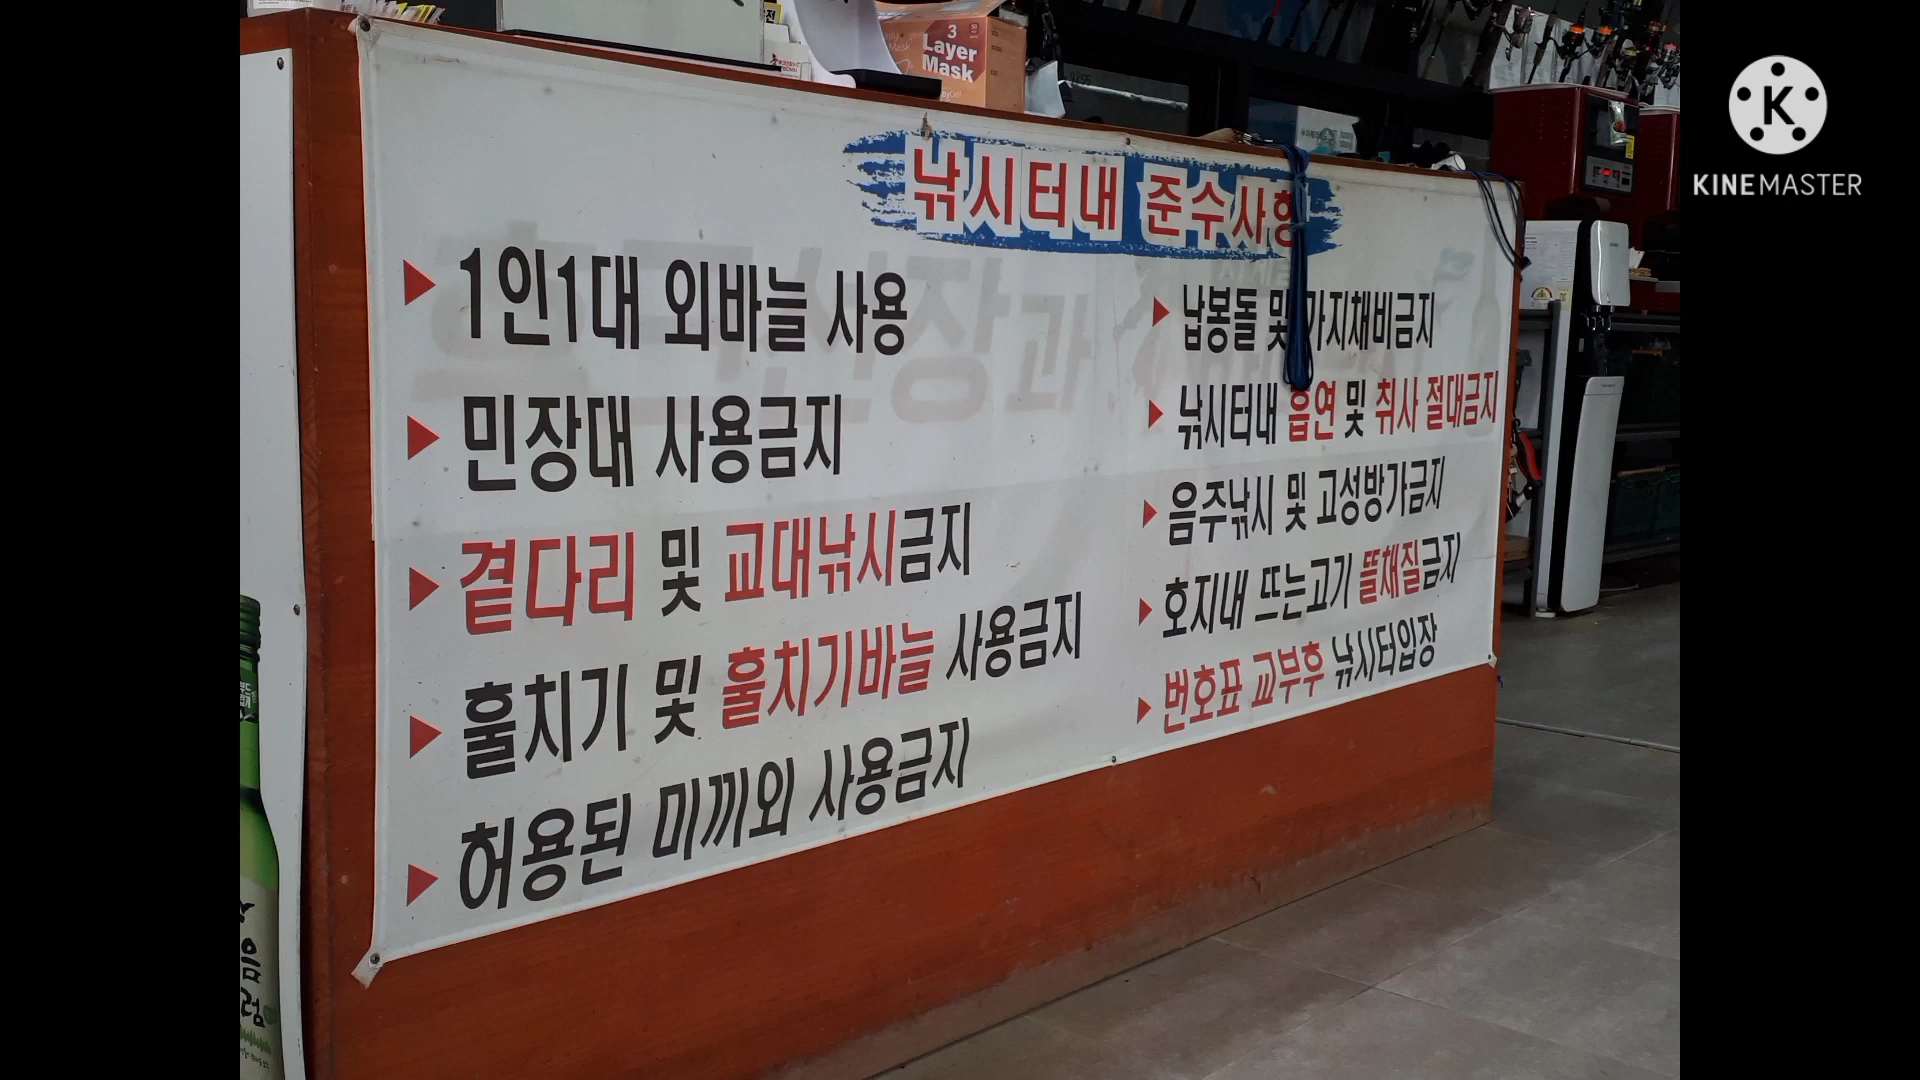 3
Layer
Mask
KINEMASTER
낚시터내 준수사항
1인1대 외바늘 사용
민장대 사용금지
곁다리 및 교대낚시금지
훌치기 및 훌치기바늘 사용금지
허용된 미끼외 사용금지
납봉돌 및 가지채비금지
낚시터내 흡연 및 취사 절대금지
음주낚시 및 고성방가금지
호지내 뜨는고기 뜰채질금지
번호표 교부후 낚시터입장